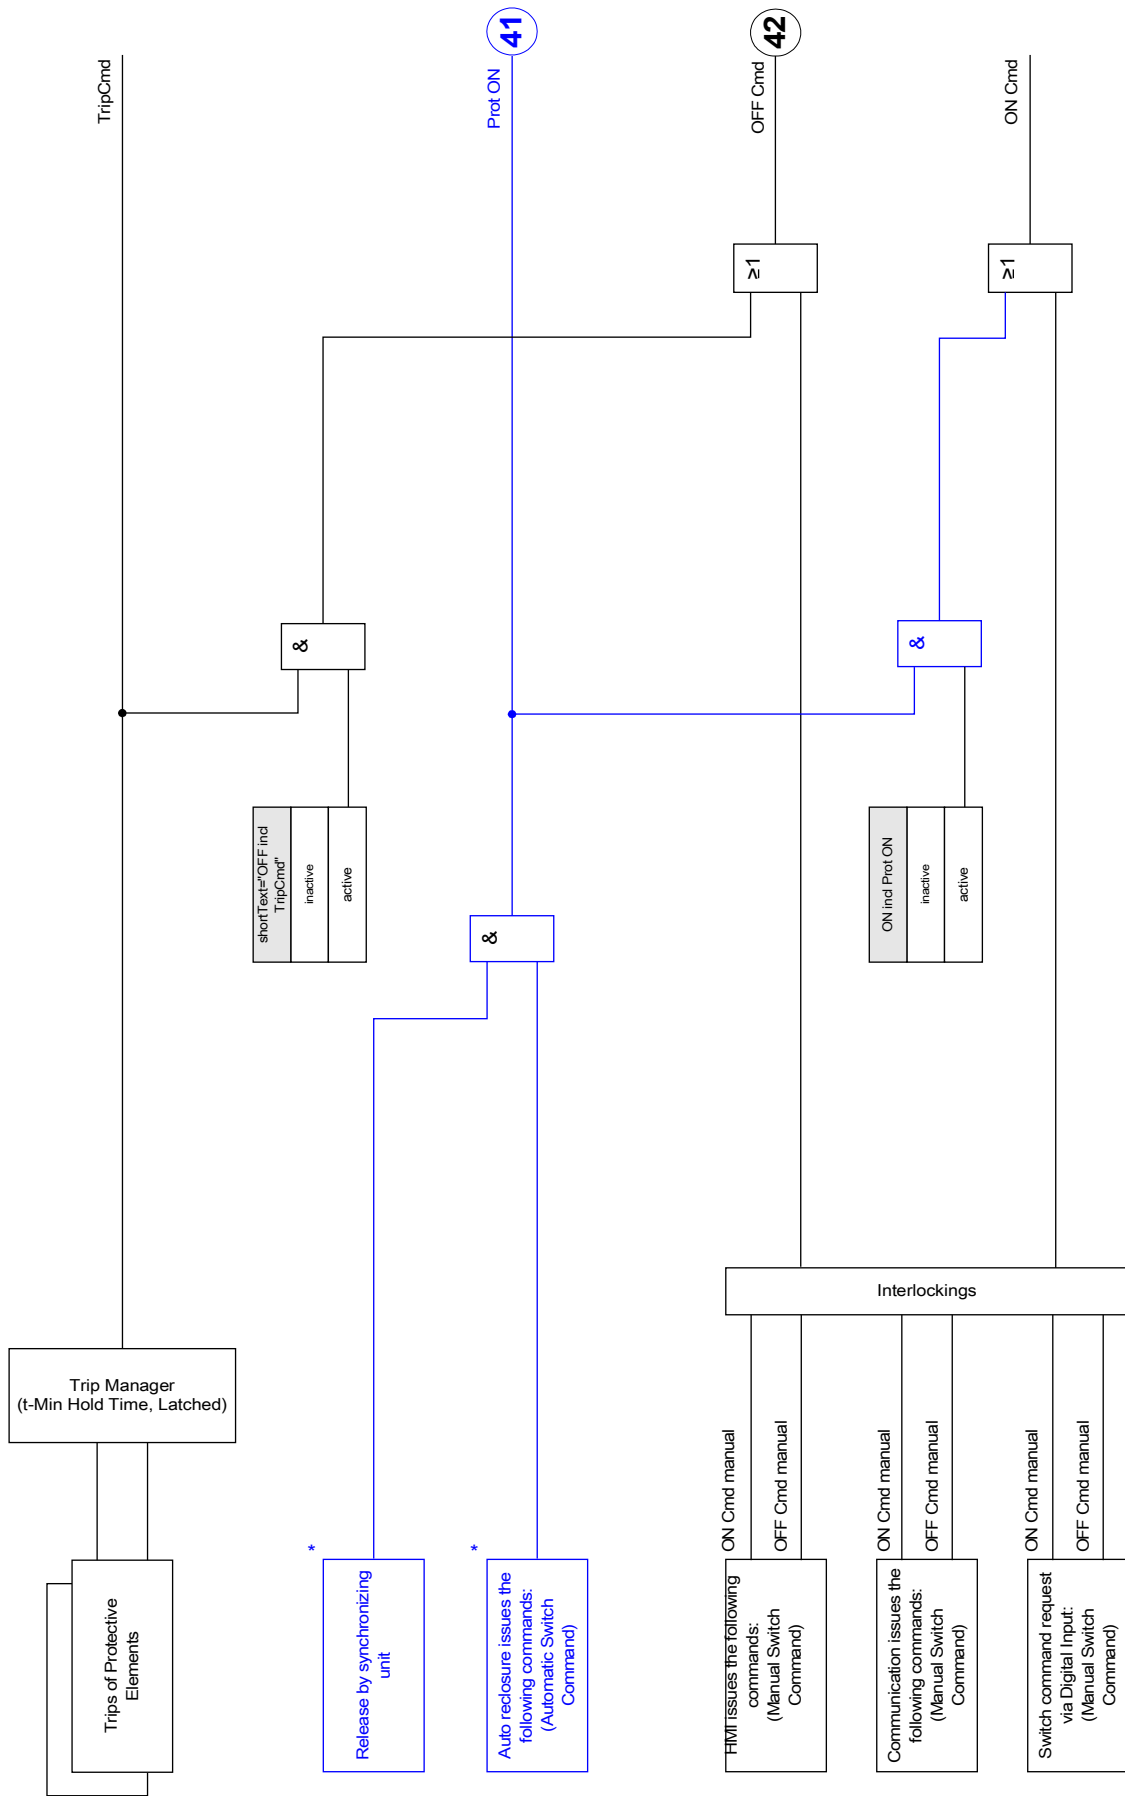 Trips of Protective
Elements
Trip Manager
(t-Min Hold Time, Latched)
TripCmd
shortText="OFF incl
TripCmd"
inactive
active
&
*
Release by synchronizing
unit
*
Auto reclosure issues the
following commands:
(Automatic Switch
Command)
&
Prot ON
41
HMI issues the following
commands:
(Manual Switch
Command)
ON Cmd manual
OFF Cmd manual
Communication issues the
following commands:
(Manual Switch
Command)
ON Cmd manual
OFF Cmd manual
Switch command request
via Digital Input:
(Manual Switch
Command)
ON Cmd manual
OFF Cmd manual
Interlockings
≥1
OFF Cmd
42
ON incl Prot ON
inactive
active
&
≥1
ON Cmd